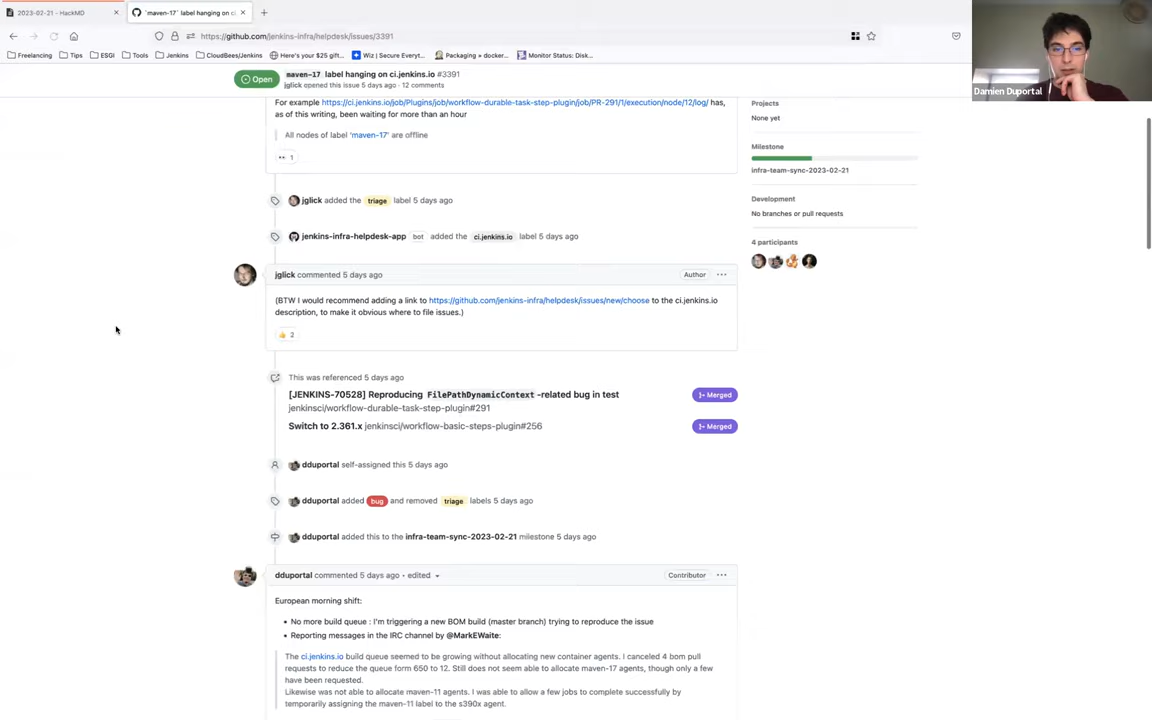 2023-02-21 - HackMD
`maven-17` label hanging on ci.j
https://github.com/jenkins-infra/helpdesk/issues/3391
Freelancing
Tips
ESGI
Tools
Jenkins
CloudBees/Jenkins
Here's your $25 gift...
Wiz | Secure Everyt...
Packaging > docker...
Monitor Status: Disk...
Damien Duportal
Open
maven-17 label hanging on ci.jenkins.io #3391
jglick opened this issue 5 days ago · 12 comments
For example https://ci.jenkins.io/job/Plugins/job/workflow-durable-task-step-plugin/job/PR-291/1/execution/node/12/log/ has,
as of this writing, been waiting for more than an hour
All nodes of label 'maven-17' are offline
1
jglick added the triage label 5 days ago
jenkins-infra-helpdesk-app bot added the ci.jenkins.io label 5 days ago
jglick commented 5 days ago
Author
(BTW I would recommend adding a link to https://github.com/jenkins-infra/helpdesk/issues/new/choose to the ci.jenkins.io
description, to make it obvious where to file issues.)
2
This was referenced 5 days ago
[JENKINS-70528] Reproducing FilePathDynamicContext -related bug in test
Merged
jenkinsci/workflow-durable-task-step-plugin#291
Switch to 2.361.x jenkinsci/workflow-basic-steps-plugin#256
Merged
dduportal self-assigned this 5 days ago
dduportal added bug and removed triage labels 5 days ago
dduportal added this to the infra-team-sync-2023-02-21 milestone 5 days ago
dduportal commented 5 days ago · edited
Contributor
European morning shift:
No more build queue : I'm triggering a new BOM build (master branch) trying to reproduce the issue
Reporting messages in the IRC channel by @MarkEWaite:
The ci.jenkins.io build queue seemed to be growing without allocating new container agents. I canceled 4 bom pull
requests to reduce the queue form 650 to 12. Still does not seem able to allocate maven-17 agents, though only a few
have been requested.
Likewise was not able to allocate maven-11 agents. I was able to allow a few jobs to complete successfully by
temporarily assigning the maven-11 label to the s390x agent.
Projects
None yet
Milestone
infra-team-sync-2023-02-21
Development
No branches or pull requests
4 participants